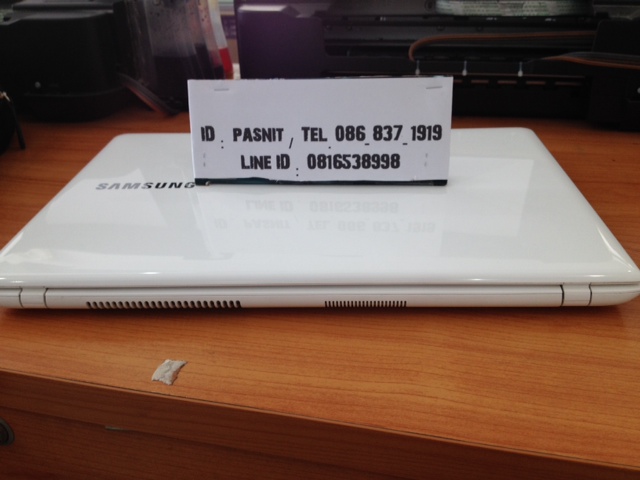 ID : PASNIT , TEL. 086_837_1919
LINE ID : 0816538998
SAMSUNG